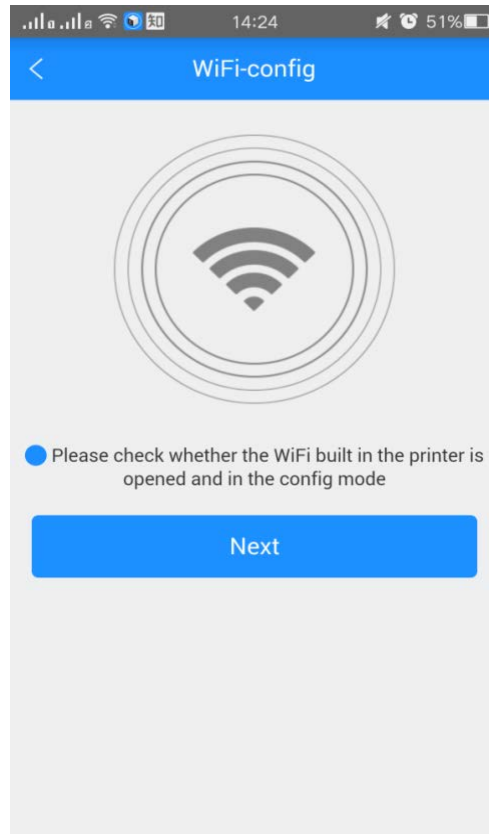 知 14:24 51%
WiFi-config
Please check whether the WiFi built in the printer is
opened and in the config mode
Next